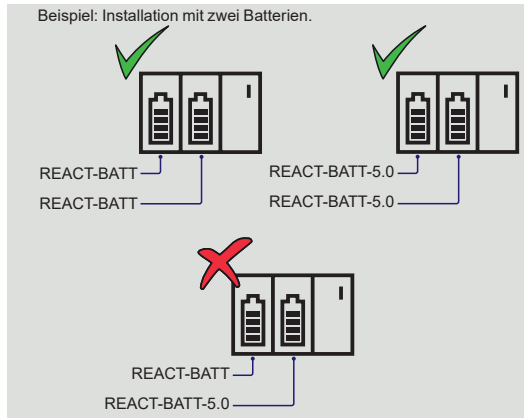 Beispiel: Installation mit zwei Batterien.
REACT-BATT
REACT-BATT
REACT-BATT-5.0
REACT-BATT-5.0
REACT-BATT
REACT-BATT-5.0